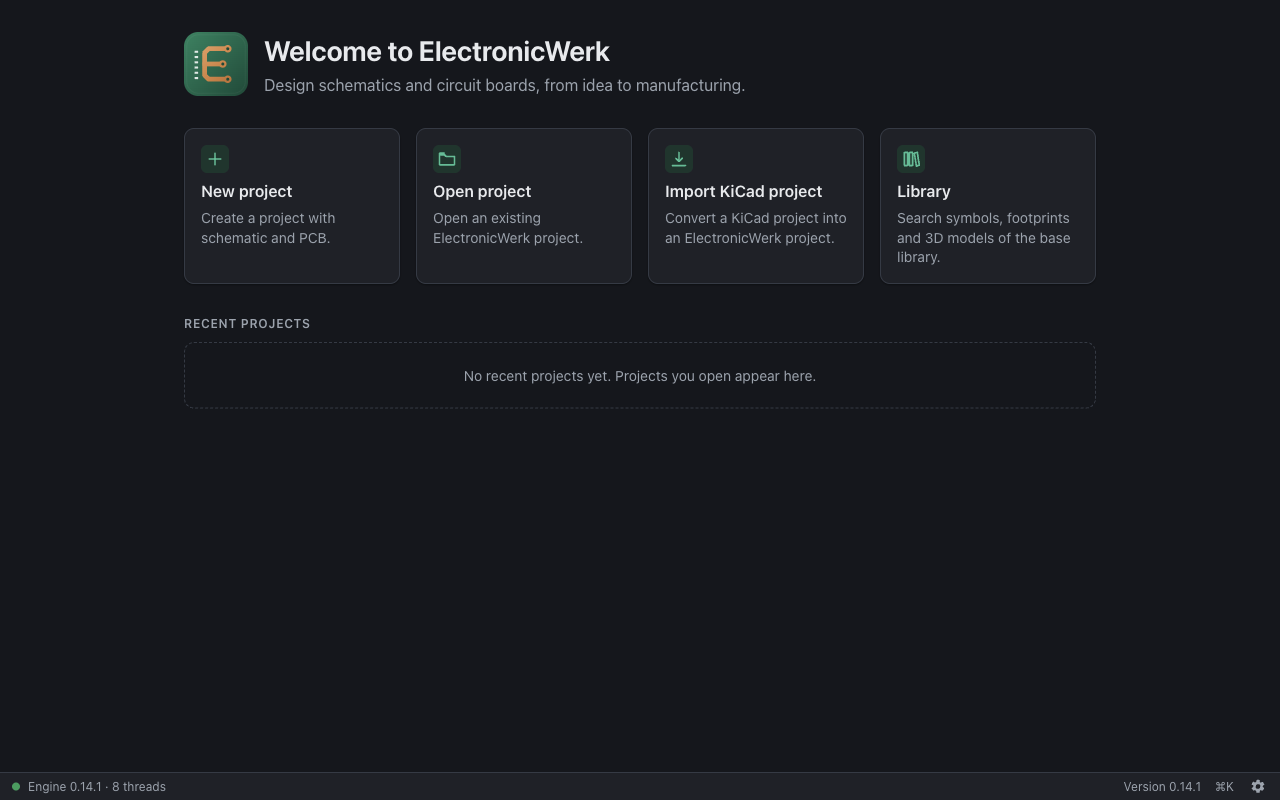 Welcome to ElectronicWerk
Design schematics and circuit boards, from idea to manufacturing.
New project
Create a project with
schematic and PCB.
Open project
Open an existing
ElectronicWerk project.
Import KiCad project
Convert a KiCad project into
an ElectronicWerk project.
Library
Search symbols, footprints
and 3D models of the base
library.
RECENT PROJECTS
No recent projects yet. Projects you open appear here.
Engine 0.14.1 · 8 threads
Version 0.14.1 ⌘K